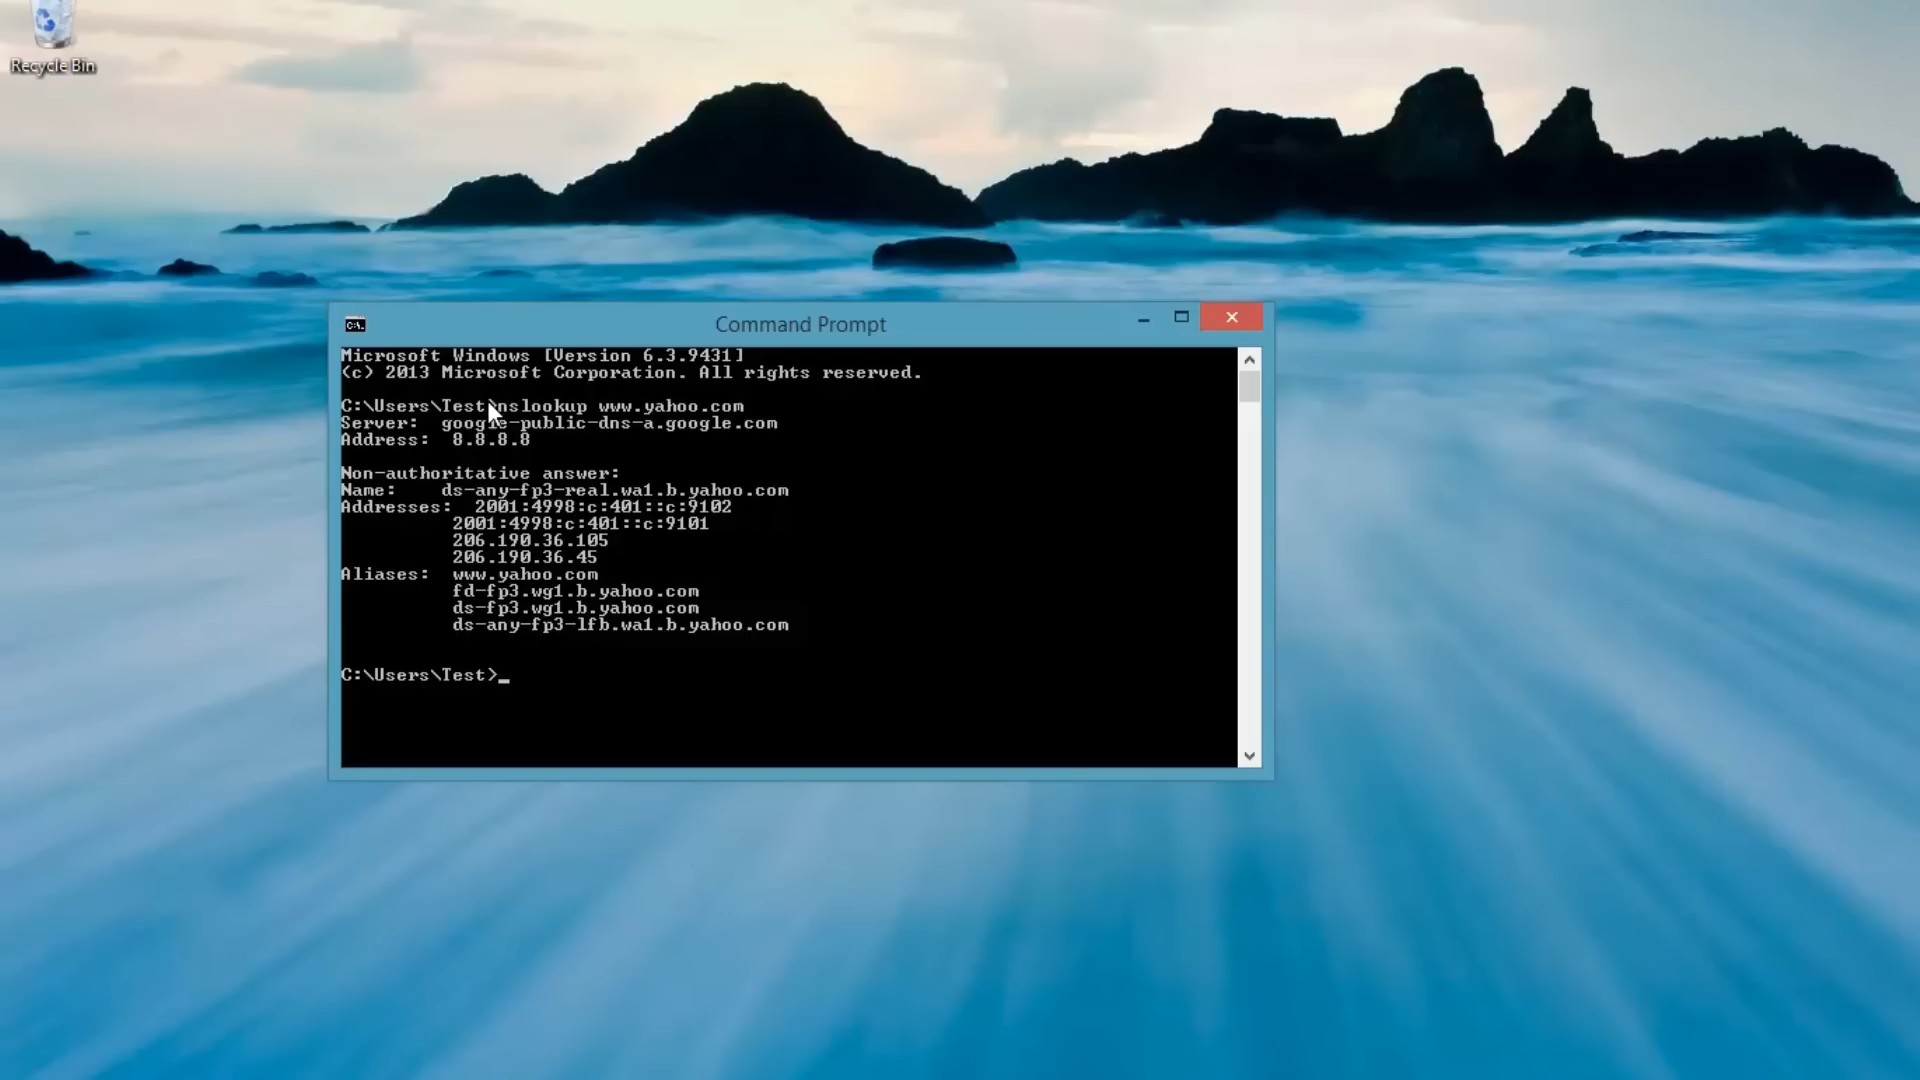 Recycle Bin
Command Prompt
Microsoft Windows [Version 6.3.9431]
(c) 2013 Microsoft Corporation. All rights reserved.
C:\Users\Test>nslookup www.yahoo.com
Server:  google-public-dns-a.google.com
Address:  8.8.8.8
Non-authoritative answer:
Name:    ds-any-fp3-real.wa1.b.yahoo.com
Addresses:  2001:4998:c:401::c:9102
2001:4998:c:401::c:9101
206.190.36.105
206.190.36.45
Aliases:  www.yahoo.com
fd-fp3.wg1.b.yahoo.com
ds-fp3.wg1.b.yahoo.com
ds-any-fp3-lfb.wa1.b.yahoo.com
C:\Users\Test>_